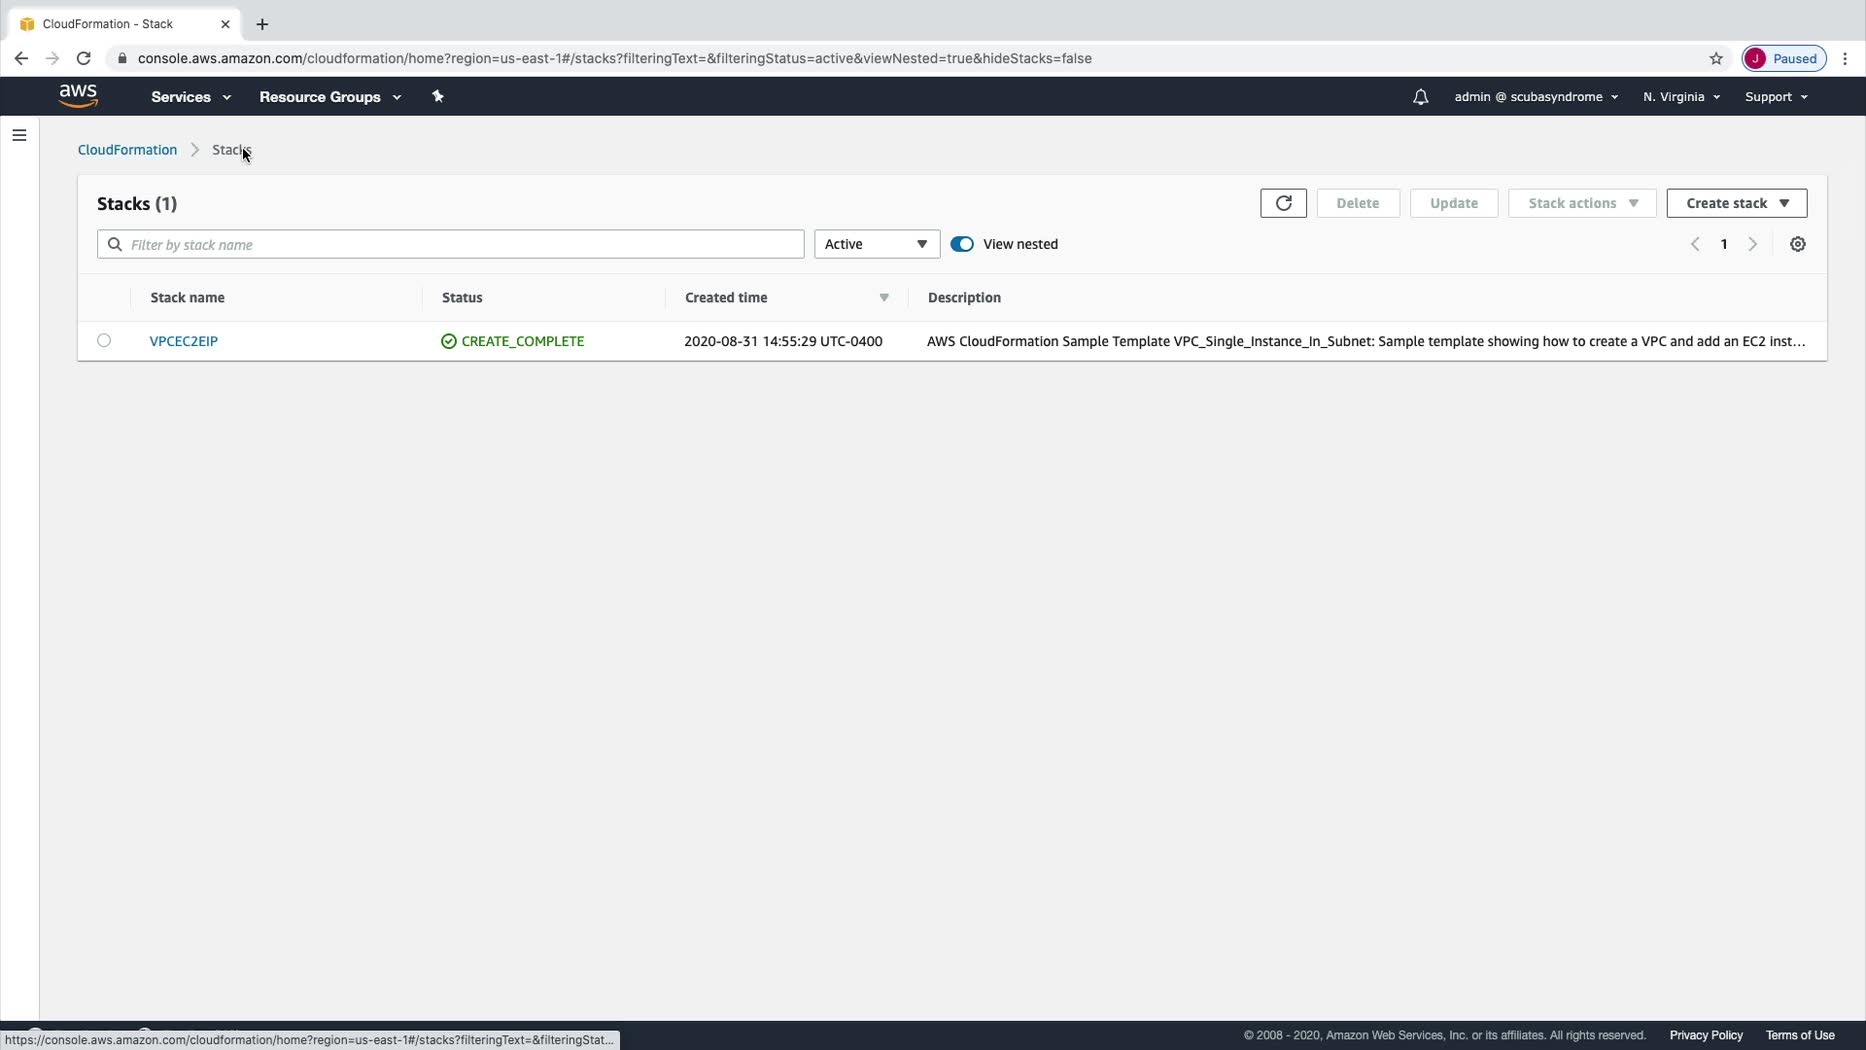 CloudFormation - Stack
console.aws.amazon.com/cloudformation/home?region=us-east-1#/stacks?filteringText=&filteringStatus=active&viewNested=true&hideStacks=false
J Paused
aws Services Resource Groups admin @ scubasyndrome N. Virginia Support
CloudFormation Stacks
Stacks (1) Delete Update Stack actions Create stack
Filter by stack name Active View nested 1
Stack name Status Created time Description
VPCEC2EIP CREATE_COMPLETE 2020-08-31 14:55:29 UTC-0400 AWS CloudFormation Sample Template VPC_Single_Instance_In_Subnet: Sample template showing how to create a VPC and add an EC2 inst...
© 2008 - 2020, Amazon Web Services, Inc. or its affiliates. All rights reserved. Privacy Policy Terms of Use
https://console.aws.amazon.com/cloudformation/home?region=us-east-1#/stacks?filteringText=&filteringStat...